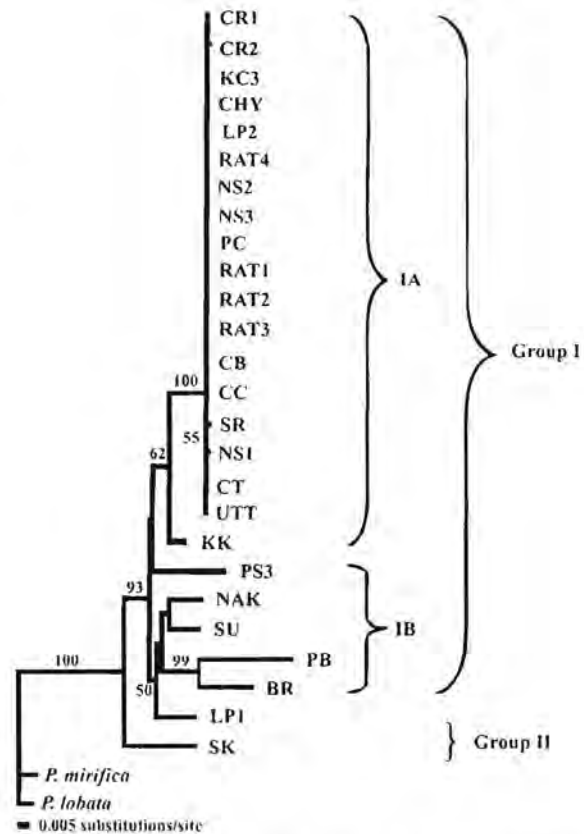 CR1
CR2
KC3
CHY
LP2
RAT4
NS2
NS3
PC
RAT1
RAT2
RAT3
CB
CC
SR
NS1
CT
UTT
KK
PS3
NAK
SU
PB
BR
LP1
SK
P. mirifica
P. lobata
100
55
62
93
99
50
100
IA
IB
Group I
Group II
0.005 substitutions/site